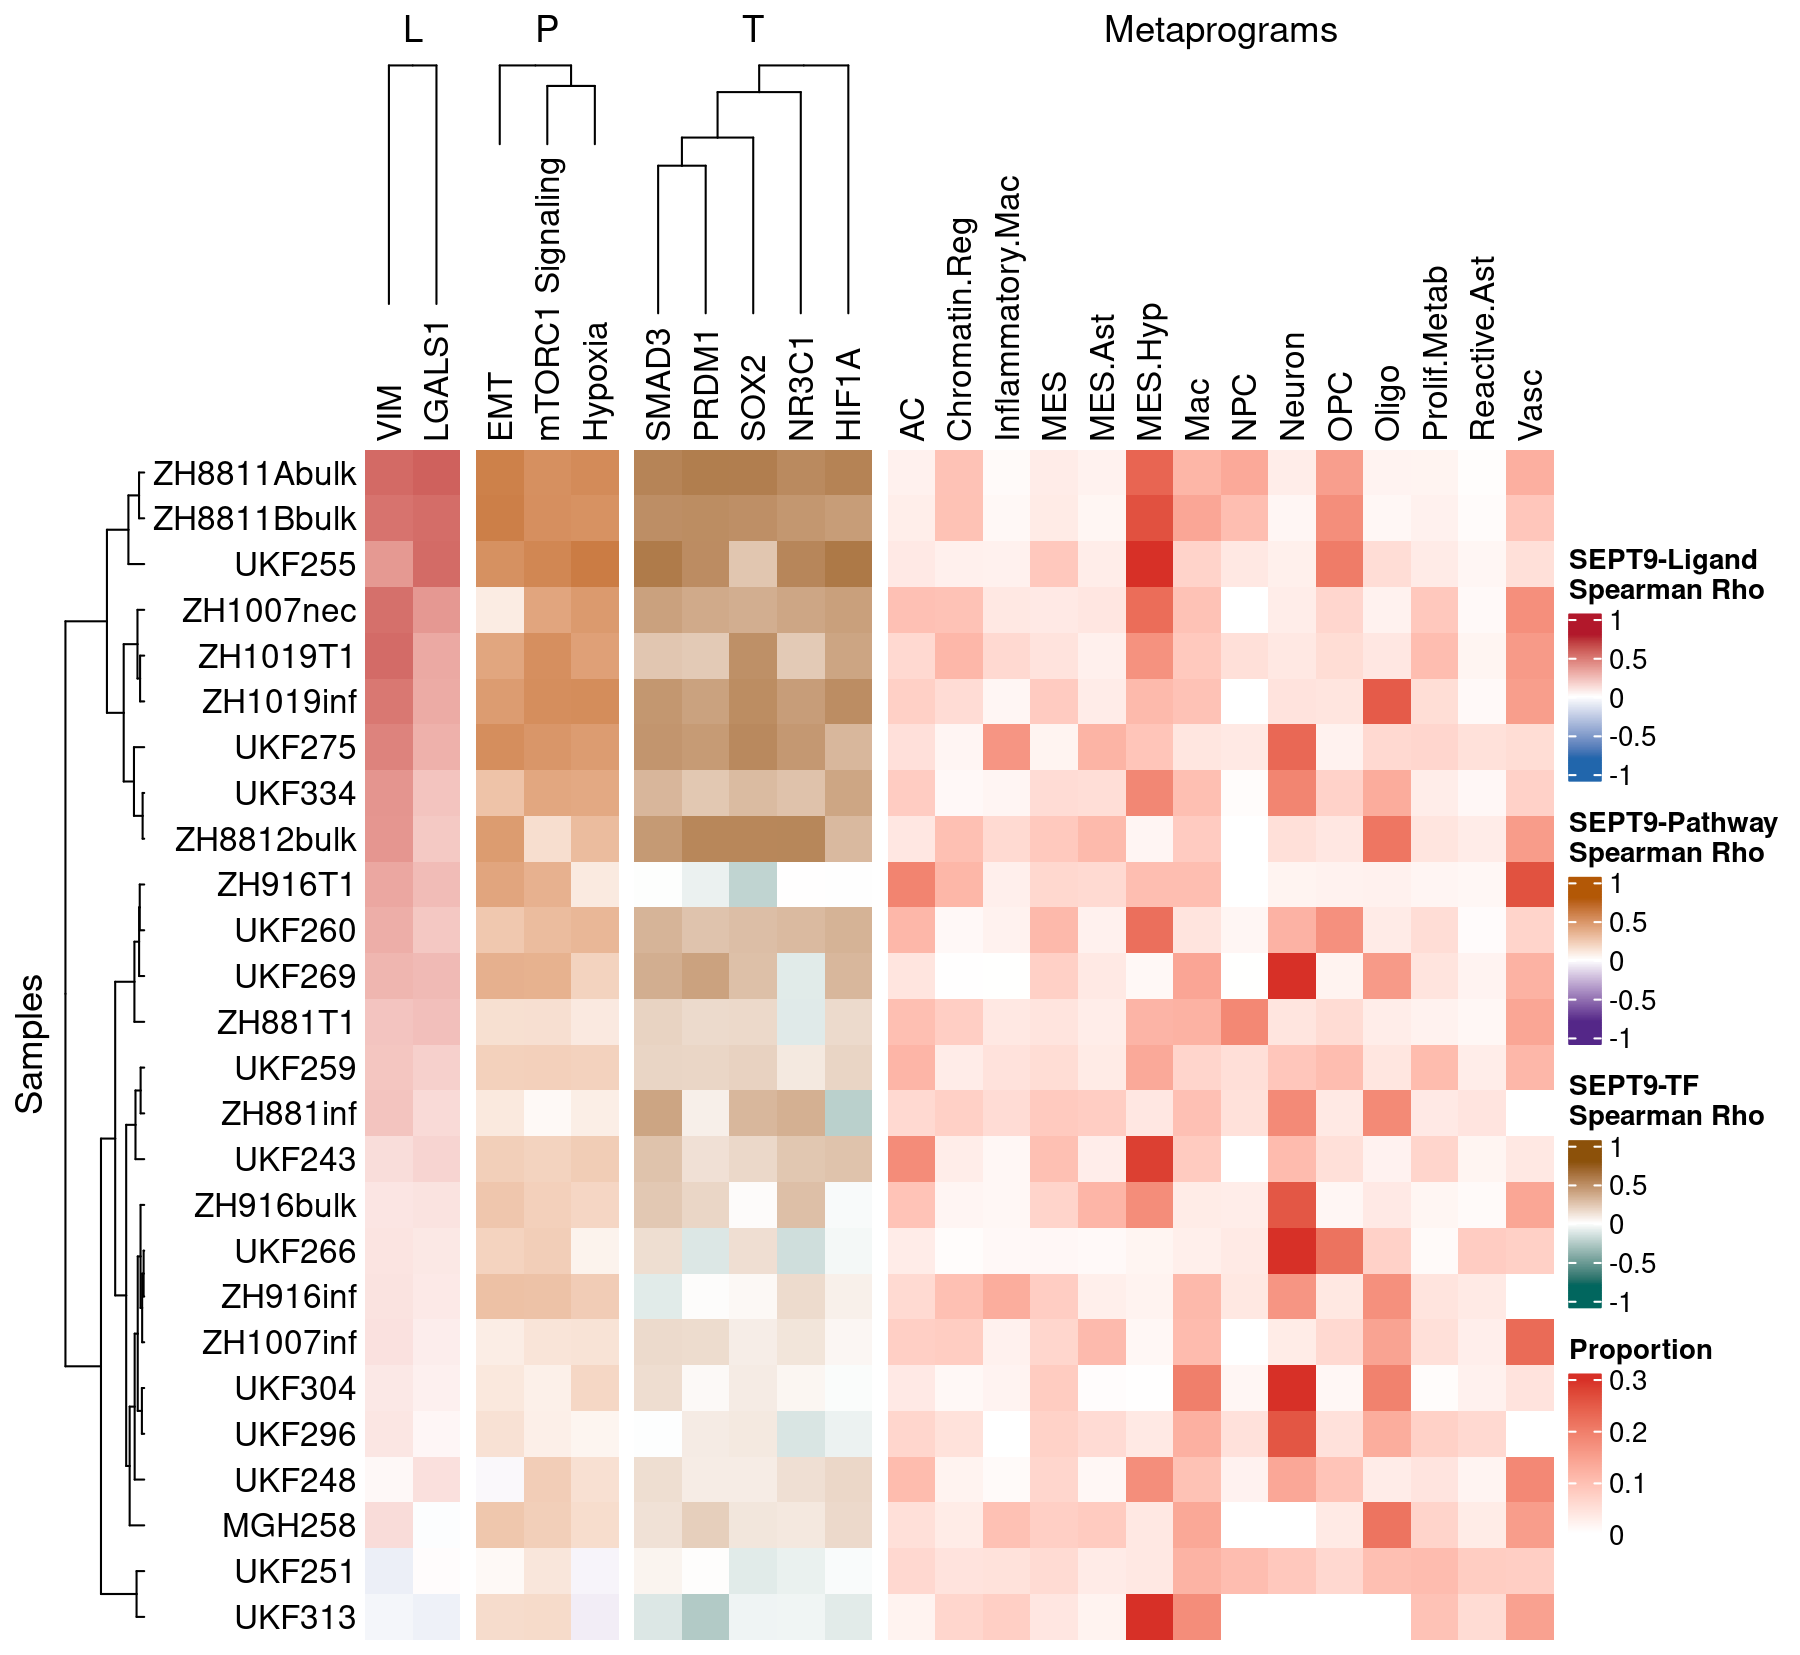 L P T Metaprograms
VIM
LGALS1
EMT
mTORC1 Signaling
Hypoxia
SMAD3
PRDM1
SOX2
NR3C1
HIF1A
AC
Chromatin.Reg
Inflammatory.Mac
MES
MES.Ast
MES.Hyp
Mac
NPC
Neuron
OPC
Oligo
Prolif.Metab
Reactive.Ast
Vasc
Samples
ZH8811Abulk
ZH8811Bbulk
UKF255
ZH1007nec
ZH1019T1
ZH1019inf
UKF275
UKF334
ZH8812bulk
ZH916T1
UKF260
UKF269
ZH881T1
UKF259
ZH881inf
UKF243
ZH916bulk
UKF266
ZH916inf
ZH1007inf
UKF304
UKF296
UKF248
MGH258
UKF251
UKF313
SEPT9-Ligand
Spearman Rho
1
0.5
0
-0.5
-1
SEPT9-Pathway
Spearman Rho
1
0.5
0
-0.5
-1
SEPT9-TF
Spearman Rho
1
0.5
0
-0.5
-1
Proportion
0.3
0.2
0.1
0